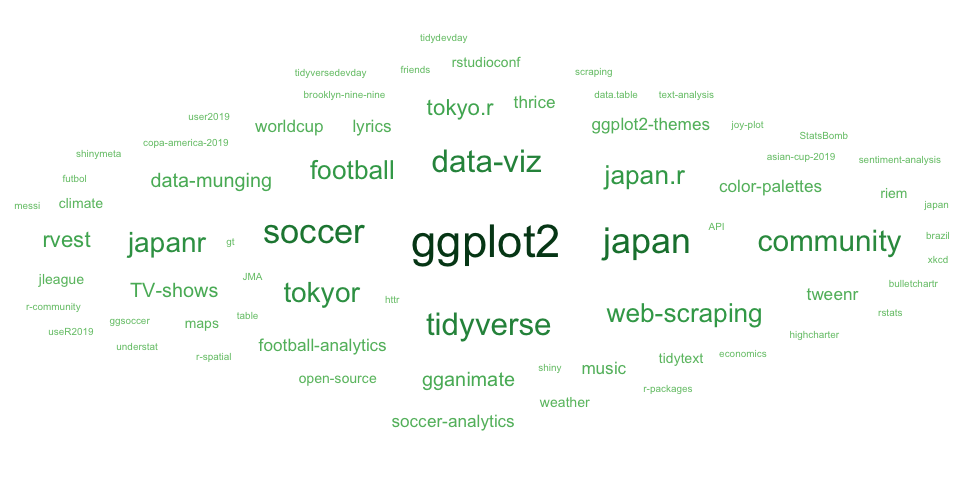 tidydevday
tidyversedevday
friends
rstudioconf
scraping
brooklyn-nine-nine
tokyo.r
thrice
data.table
text-analysis
user2019
worldcup
lyrics
ggplot2-themes
joy-plot
StatsBomb
shinymeta
copa-america-2019
football
data-viz
japan.r
asian-cup-2019
sentiment-analysis
futbol
data-munging
color-palettes
riem
messi
climate
japan
rvest
japanr
gt
soccer
ggplot2
japan
API
community
brazil
xkcd
jleague
TV-shows
JMA
tokyor
httr
tweenr
bulletchartr
r-community
ggsoccer
maps
table
tidyverse
web-scraping
rstats
useR2019
understat
r-spatial
football-analytics
highcharter
open-source
gganimate
shiny
music
tidytext
economics
r-packages
weather
soccer-analytics